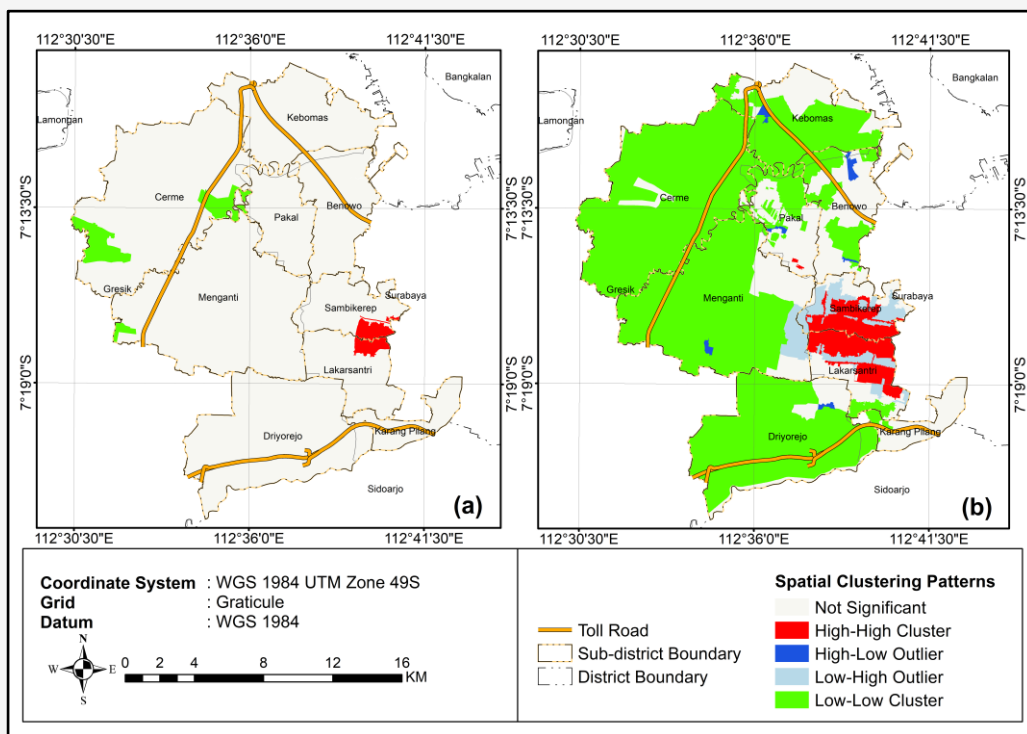 112°30'30"E 112°36'0"E 112°41'30"E 112°30'30"E 112°36'0"E 112°41'30"E
7°13'30"S
7°19'0"S
Bangkalan
Lamongan
Kebomas
Cerme
Pakal
Benowo
Gresik
Menganti
Sambikerep
Surabaya
Lakarsantri
Driyorejo
Karang Pilang
Sidoarjo
(a)
7°13'30"S
7°19'0"S
Bangkalan
Lamongan
Kebomas
Cerme
Pakal
Benowo
Gresik
Menganti
Sambikerep
Surabaya
Lakarsantri
Driyorejo
Karang Pilang
Sidoarjo
(b)
7°13'30"S
7°19'0"S
112°30'30"E 112°36'0"E 112°41'30"E 112°30'30"E 112°36'0"E 112°41'30"E
Coordinate System : WGS 1984 UTM Zone 49S
Grid : Graticule
Datum : WGS 1984
N
W E
S
0 2 4 8 12 16
KM
Toll Road
Sub-district Boundary
District Boundary
Spatial Clustering Patterns
Not Significant
High-High Cluster
High-Low Outlier
Low-High Outlier
Low-Low Cluster